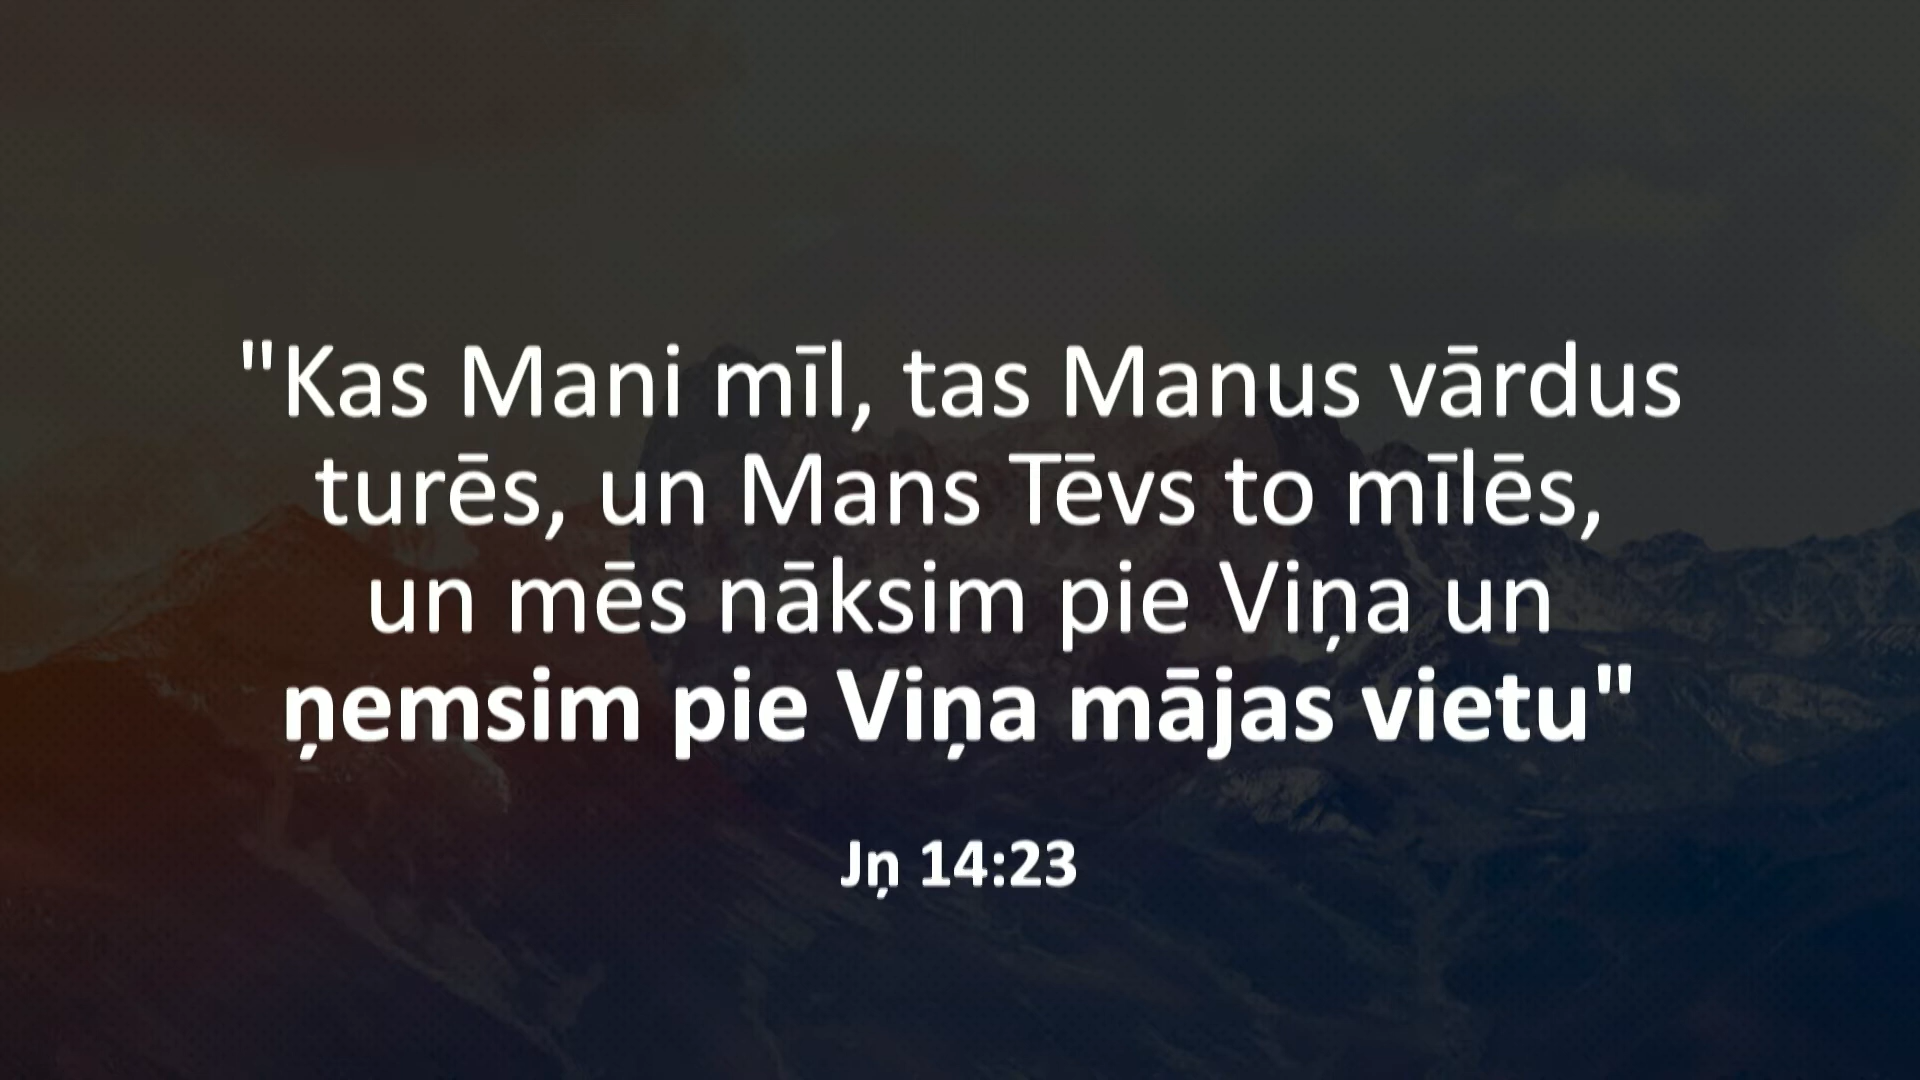 "Kas Mani mīl, tas Manus vārdus
turēs, un Mans Tēvs to mīlēs,
un mēs nāksim pie Viņa un
ņemsim pie Viņa mājas vietu"
Jņ 14:23